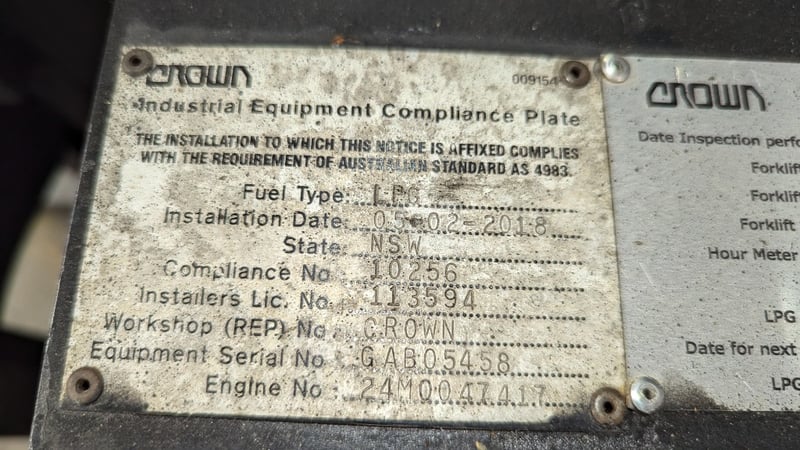 CROWN
009154
Industrial Equipment Compliance Plate
THE INSTALLATION TO WHICH THIS NOTICE IS AFFIXED COMPLIES
WITH THE REQUIREMENT OF AUSTRALIAN STANDARD AS 4983.
Fuel Type: LPG
Installation Date: 05-02-2018
State: NSW
Compliance No 10256
Installers Lic. No. 113594
Workshop (REP) No CROWN
Equipment Serial No GAB05458
Engine No : 24M0047417
CROWN
Date Inspection perfo
Forklift
Forklift
Forklift
Hour Meter
LPG
Date for next
LPG